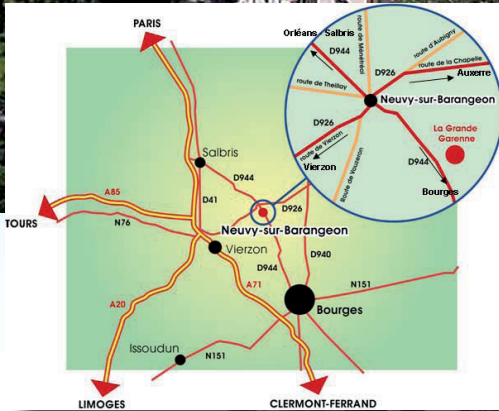 PARIS
Orléans, Salbris
D944
route de Ménétréol
route d'Aubigny
D926
route de la Chapelle
Auxerre
route de Theillay
Neuvy-sur-Barangeon
D926
route de Vierzon
Vierzon
Route de Vouzeron
La Grande
Garenne
D944
Bourges
Salbris
D944
A85
D41
D926
TOURS
N76
Neuvy-sur-Barangeon
Vierzon
D944
D940
A20
A71
N151
Bourges
Issoudun
N151
LIMOGES
CLERMONT-FERRAND